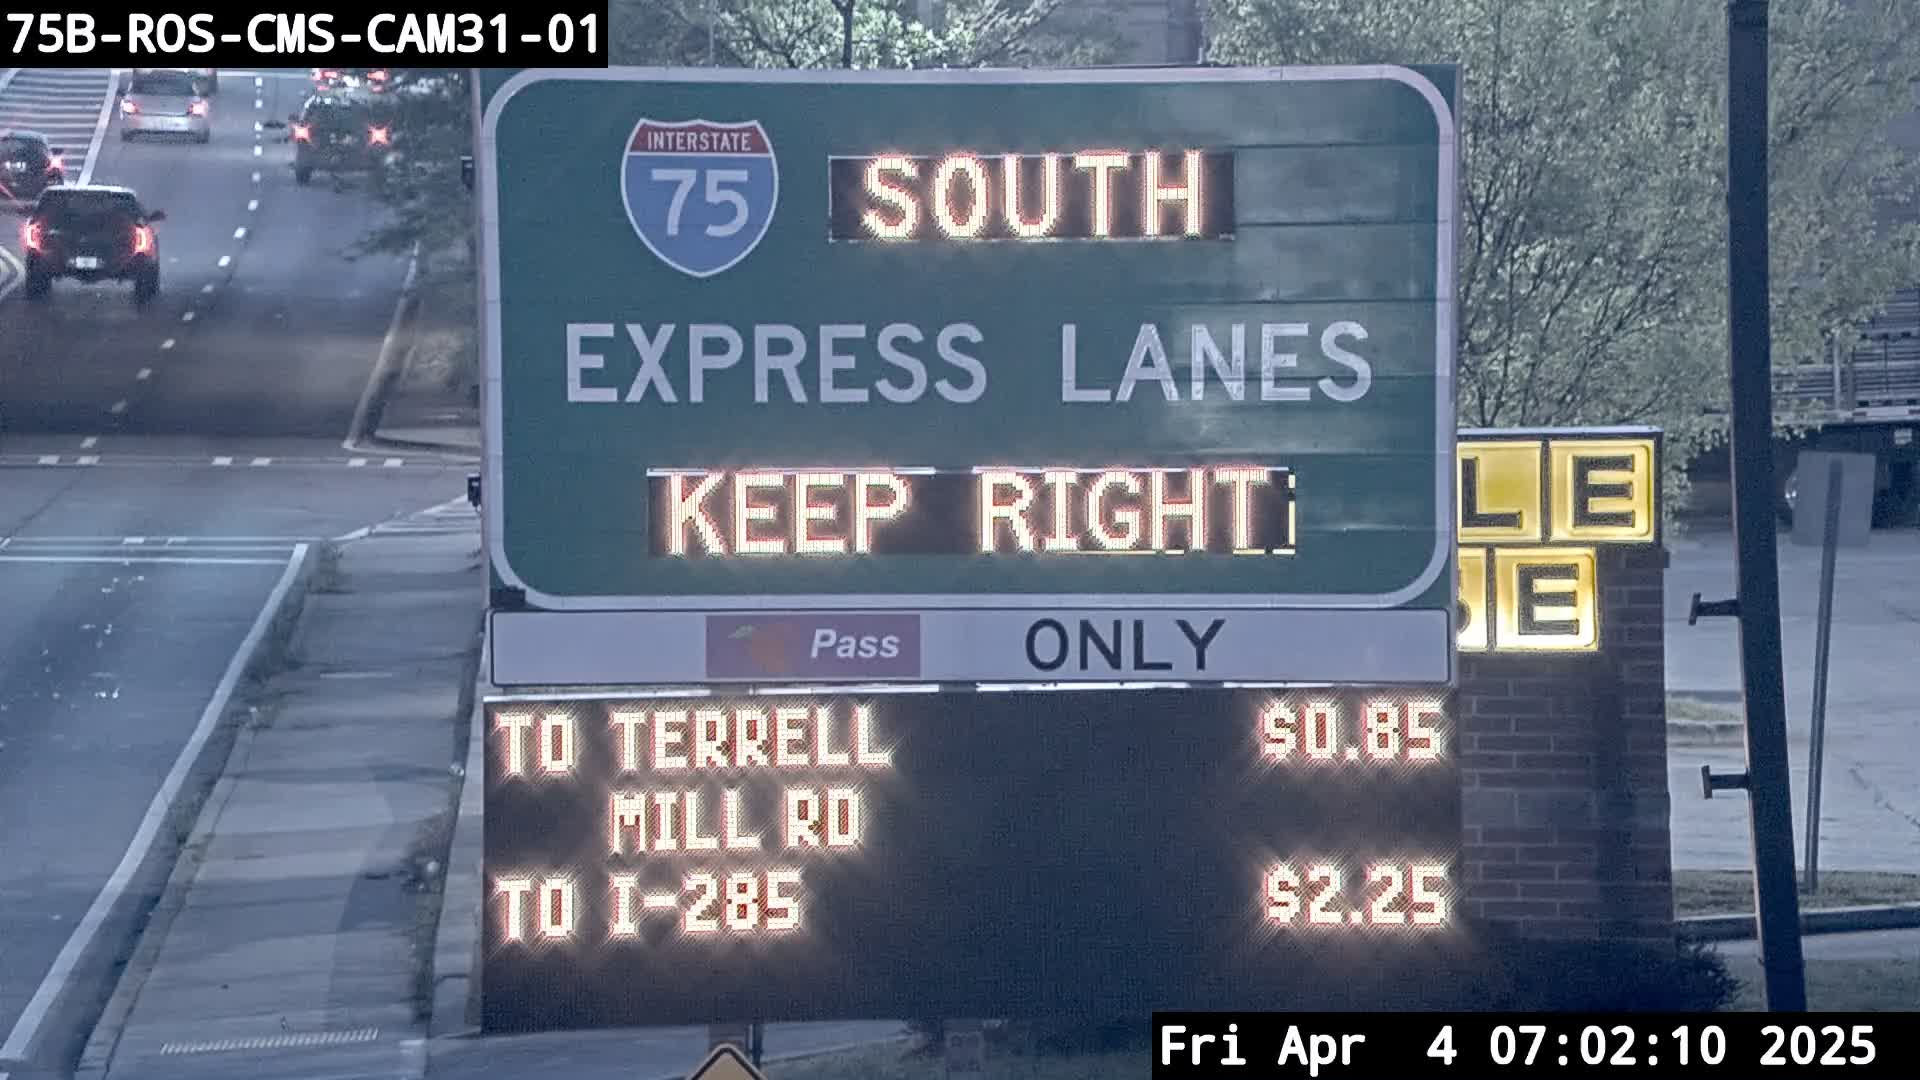 75B-ROS-CMS-CAM31-01
INTERSTATE
75
SOUTH
EXPRESS LANES
KEEP RIGHT
Pass ONLY
TO TERRELL $0.85
MILL RD
TO I-285 $2.25
LE
E
Fri Apr 4 07:02:10 2025